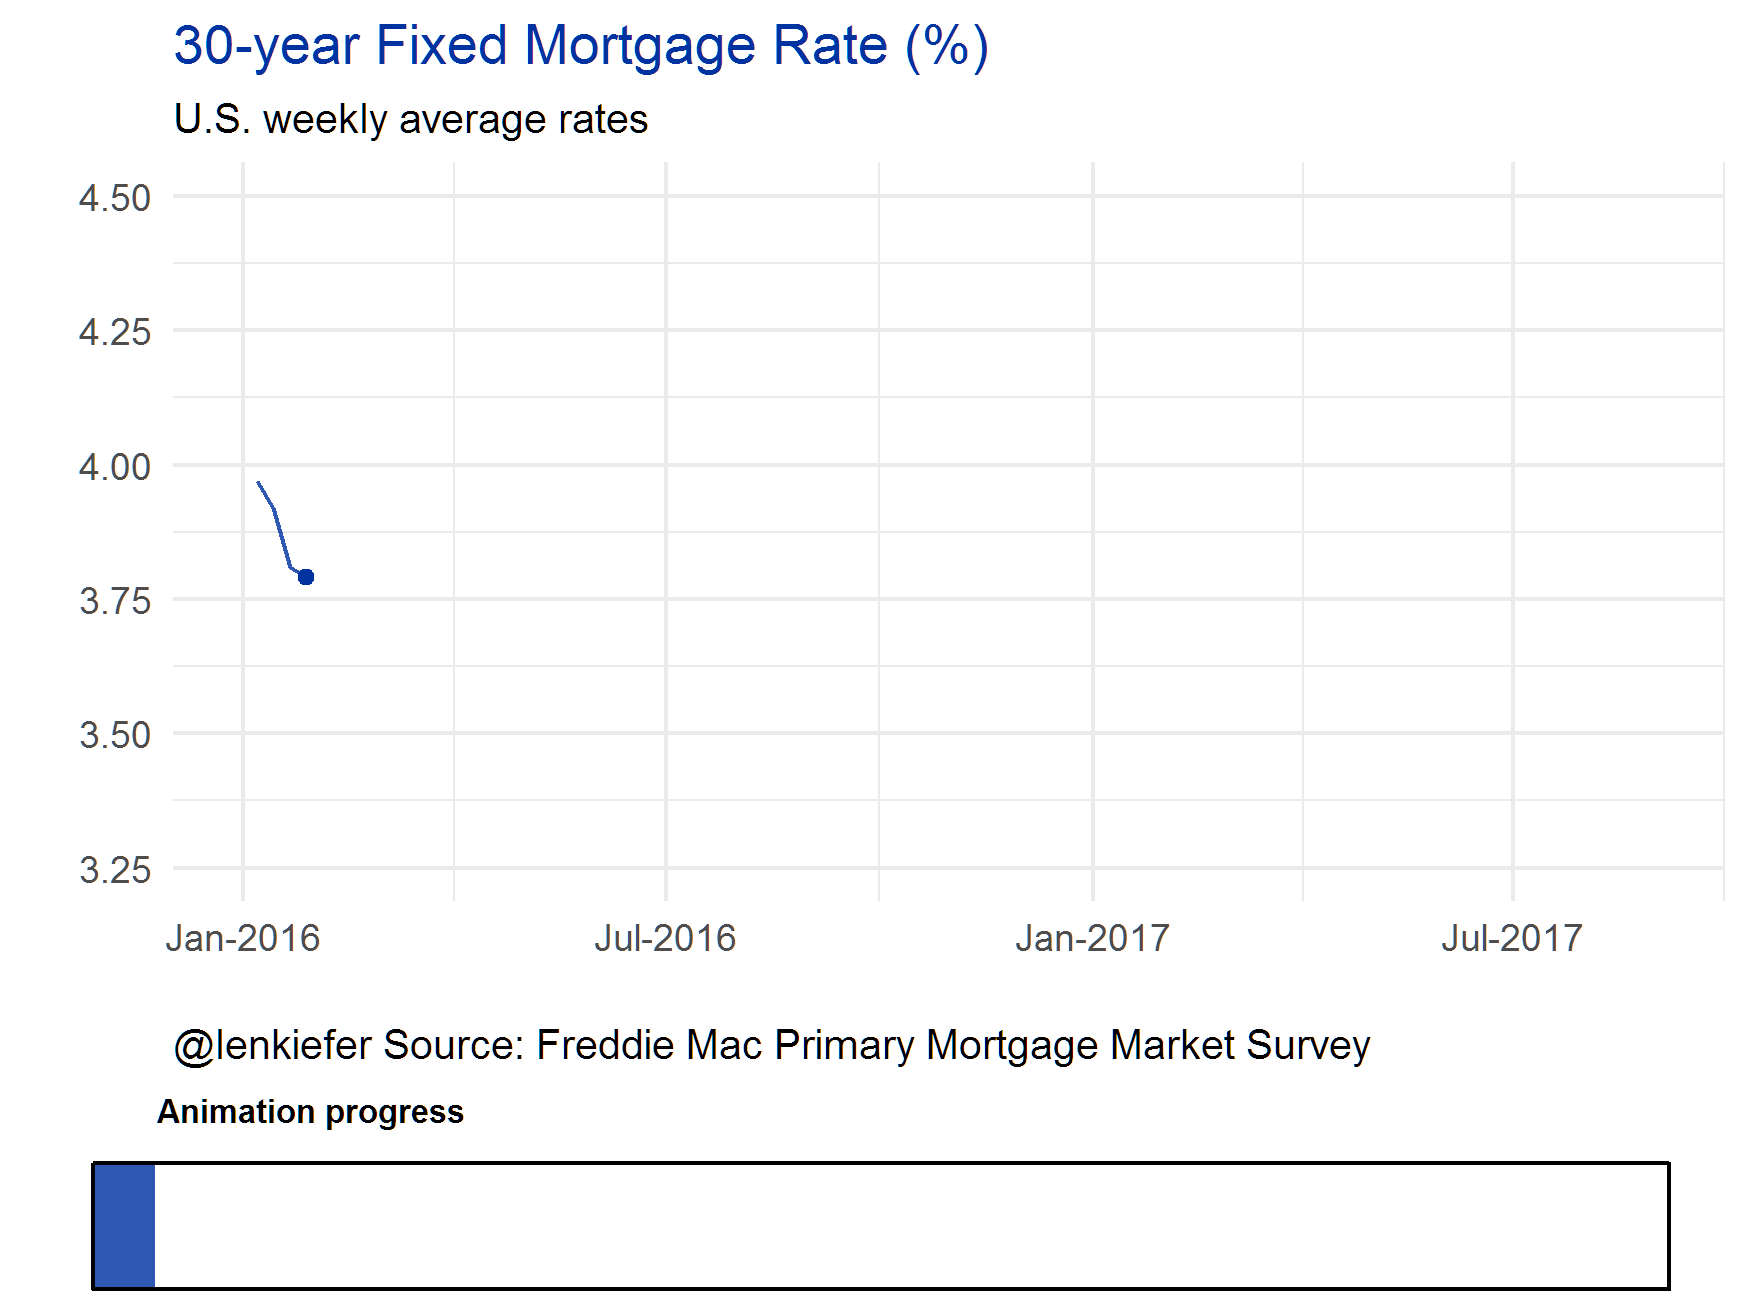 30-year Fixed Mortgage Rate (%)
U.S. weekly average rates
4.50
4.25
4.00
3.75
3.50
3.25
Jan-2016 Jul-2016 Jan-2017 Jul-2017
@lenkiefer Source: Freddie Mac Primary Mortgage Market Survey
Animation progress